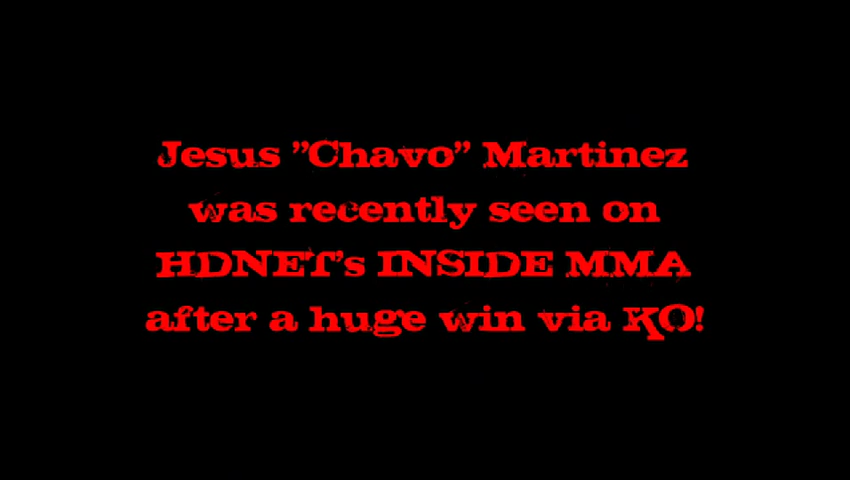 Jesus "Chavo" Martinez
was recently seen on
HDNET's INSIDE MMA
after a huge win via KO!